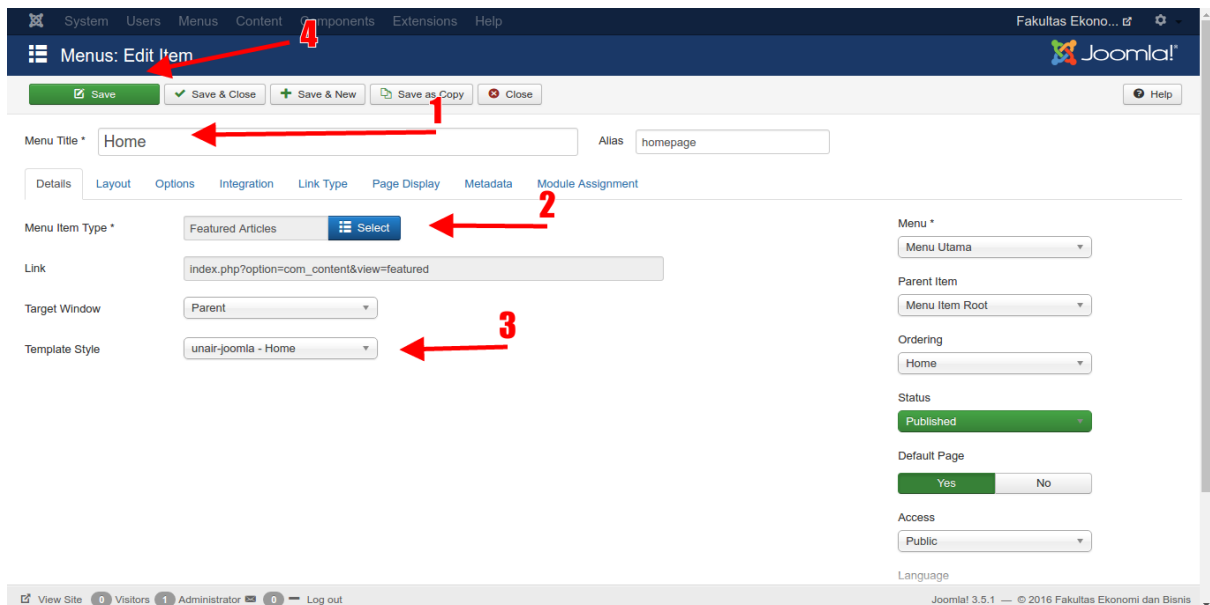 System Users Menus Content Components Extensions Help Fakultas Ekono...
4
Menus: Edit Item Joomla!
Save Save & Close Save & New Save as Copy Close Help
1
Menu Title * Home Alias homepage
Details Layout Options Integration Link Type Page Display Metadata Module Assignment
2
Menu Item Type * Featured Articles Select
Menu *
Menu Utama
Link index.php?option=com_content&view=featured
Parent Item
Target Window Parent
Menu Item Root
3
Ordering
Template Style unair-joomla - Home
Home
Status
Published
Default Page
Yes No
Access
Public
Language
View Site 0 Visitors 1 Administrator 0 Log out Joomla! 3.5.1 — © 2016 Fakultas Ekonomi dan Bisnis